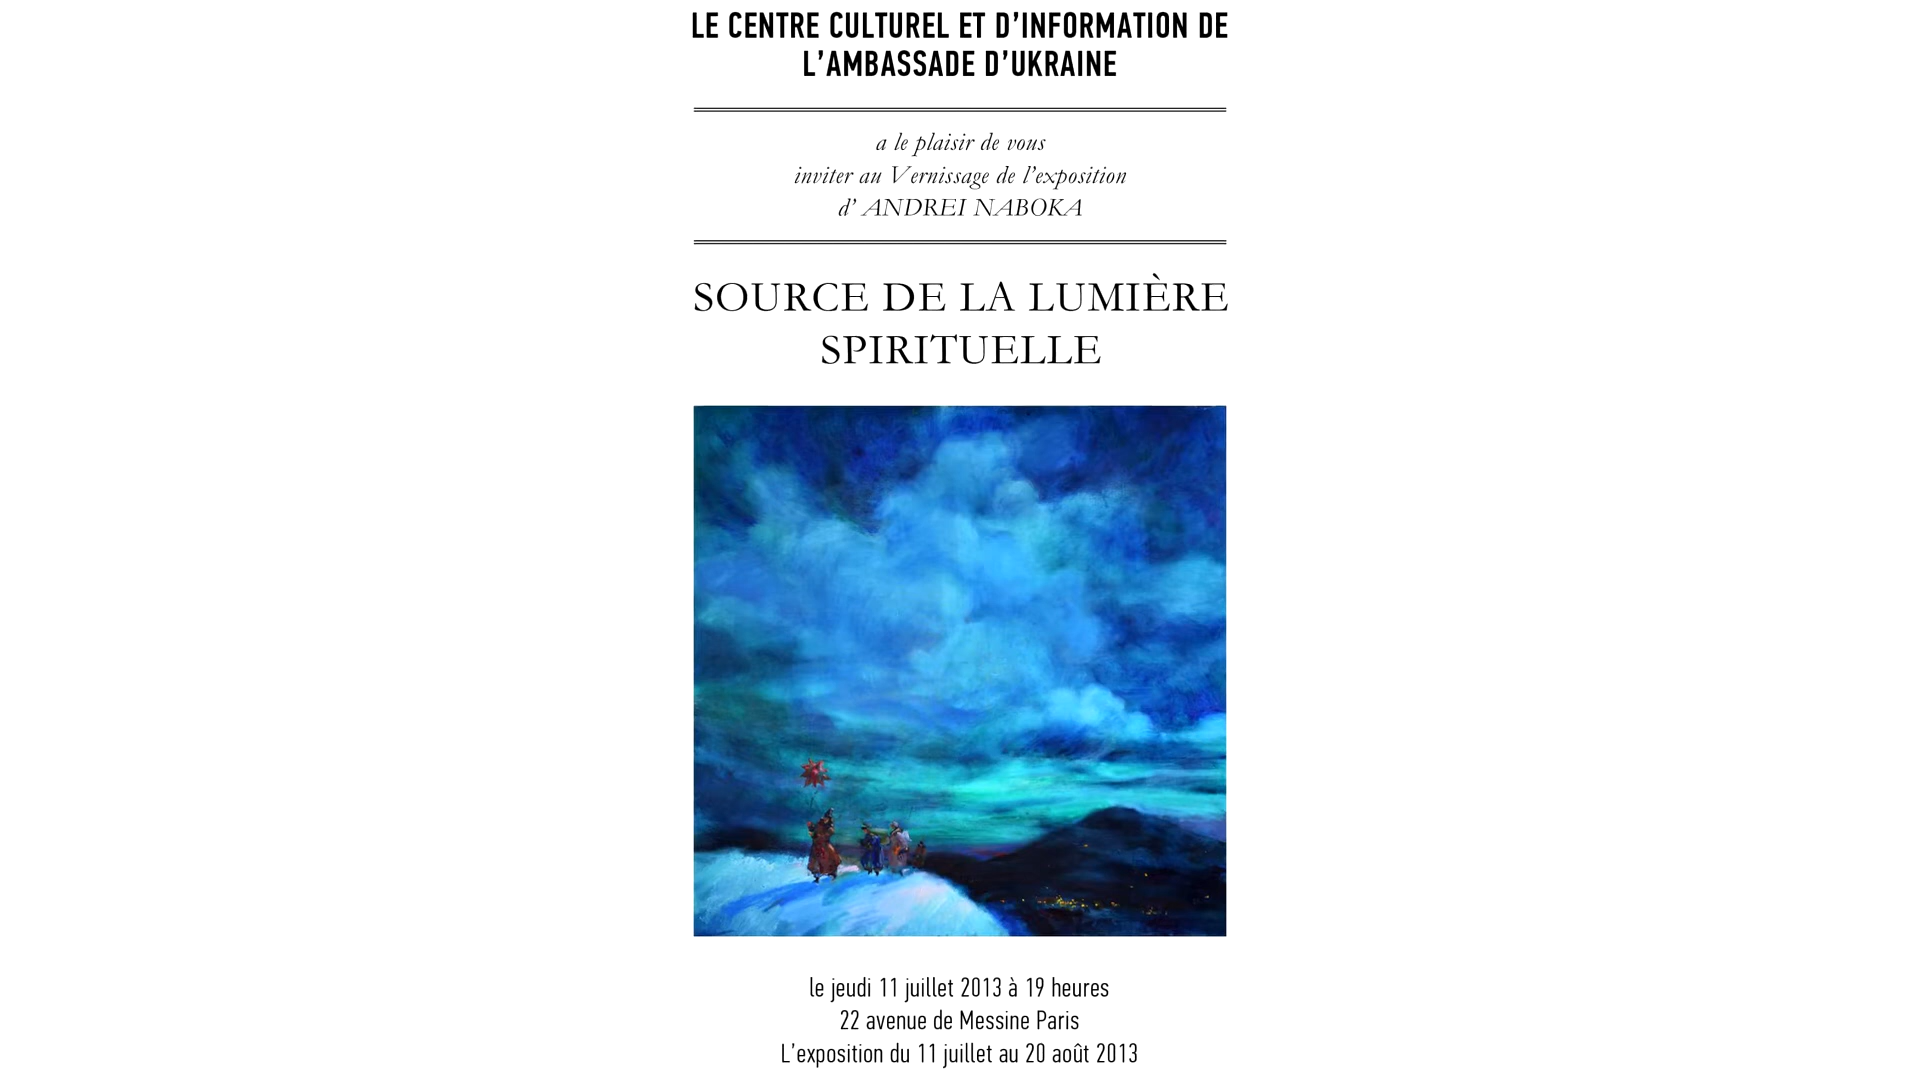 LE CENTRE CULTUREL ET D’INFORMATION DE
L’AMBASSADE D’UKRAINE
a le plaisir de vous
inviter au Vernissage de l’exposition
d’ ANDREI NABOKA
SOURCE DE LA LUMIÈRE
SPIRITUELLE
le jeudi 11 juillet 2013 à 19 heures
22 avenue de Messine Paris
L’exposition du 11 juillet au 20 août 2013